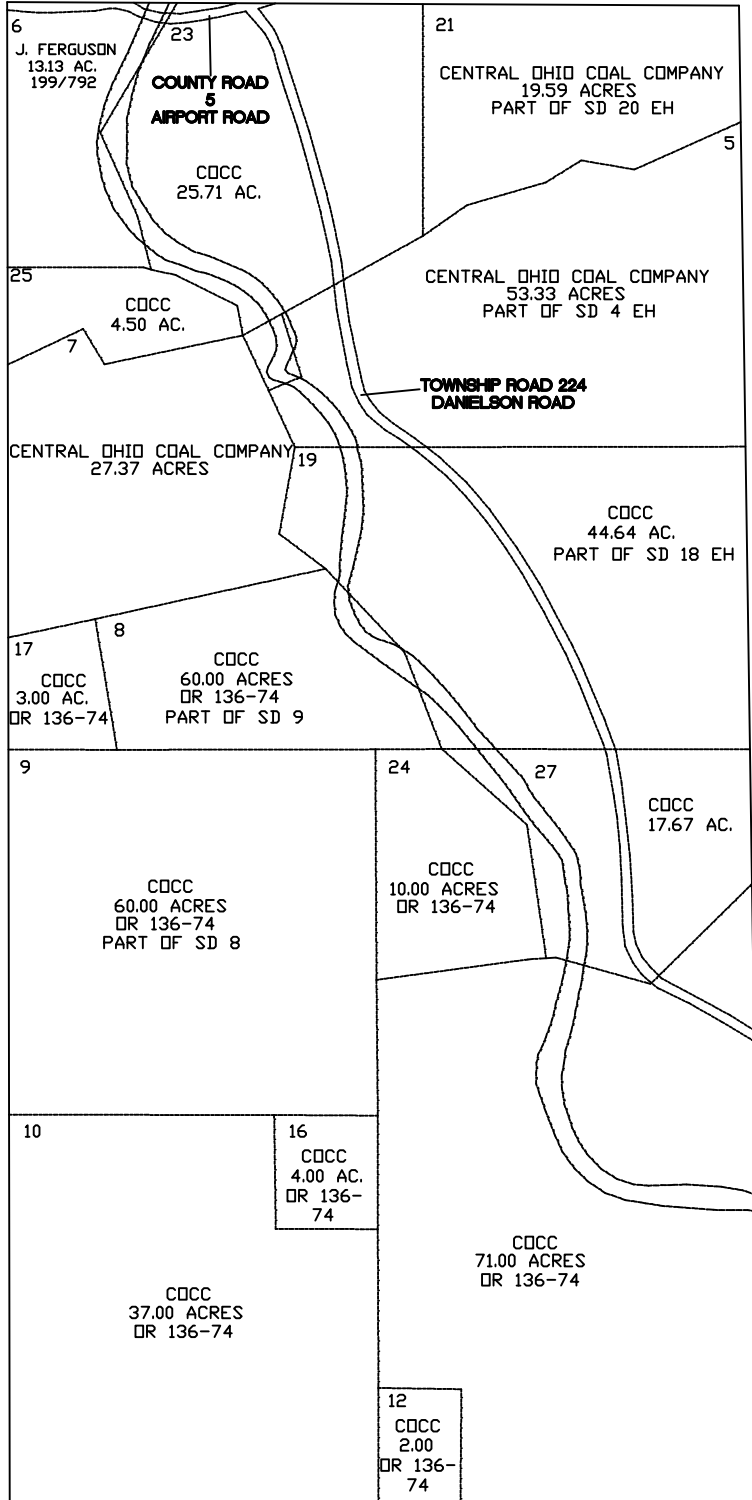 6
J. FERGUSON
13.13 AC.
199/792
23
COUNTY ROAD
5
AIRPORT ROAD
COCC
25.71 AC.
21
CENTRAL OHIO COAL COMPANY
19.59 ACRES
PART OF SD 20 EH
5
CENTRAL OHIO COAL COMPANY
53.33 ACRES
PART OF SD 4 EH
25
COCC
4.50 AC.
7
CENTRAL OHIO COAL COMPANY
27.37 ACRES
TOWNSHIP ROAD 224
DANIELSON ROAD
19
COCC
44.64 AC.
PART OF SD 18 EH
17
COCC
3.00 AC.
OR 136-74
8
COCC
60.00 ACRES
OR 136-74
PART OF SD 9
9
COCC
60.00 ACRES
OR 136-74
PART OF SD 8
24
COCC
10.00 ACRES
OR 136-74
27
COCC
17.67 AC.
10
COCC
37.00 ACRES
OR 136-74
16
COCC
4.00 AC.
OR 136-
74
COCC
71.00 ACRES
OR 136-74
12
COCC
2.00
OR 136-
74